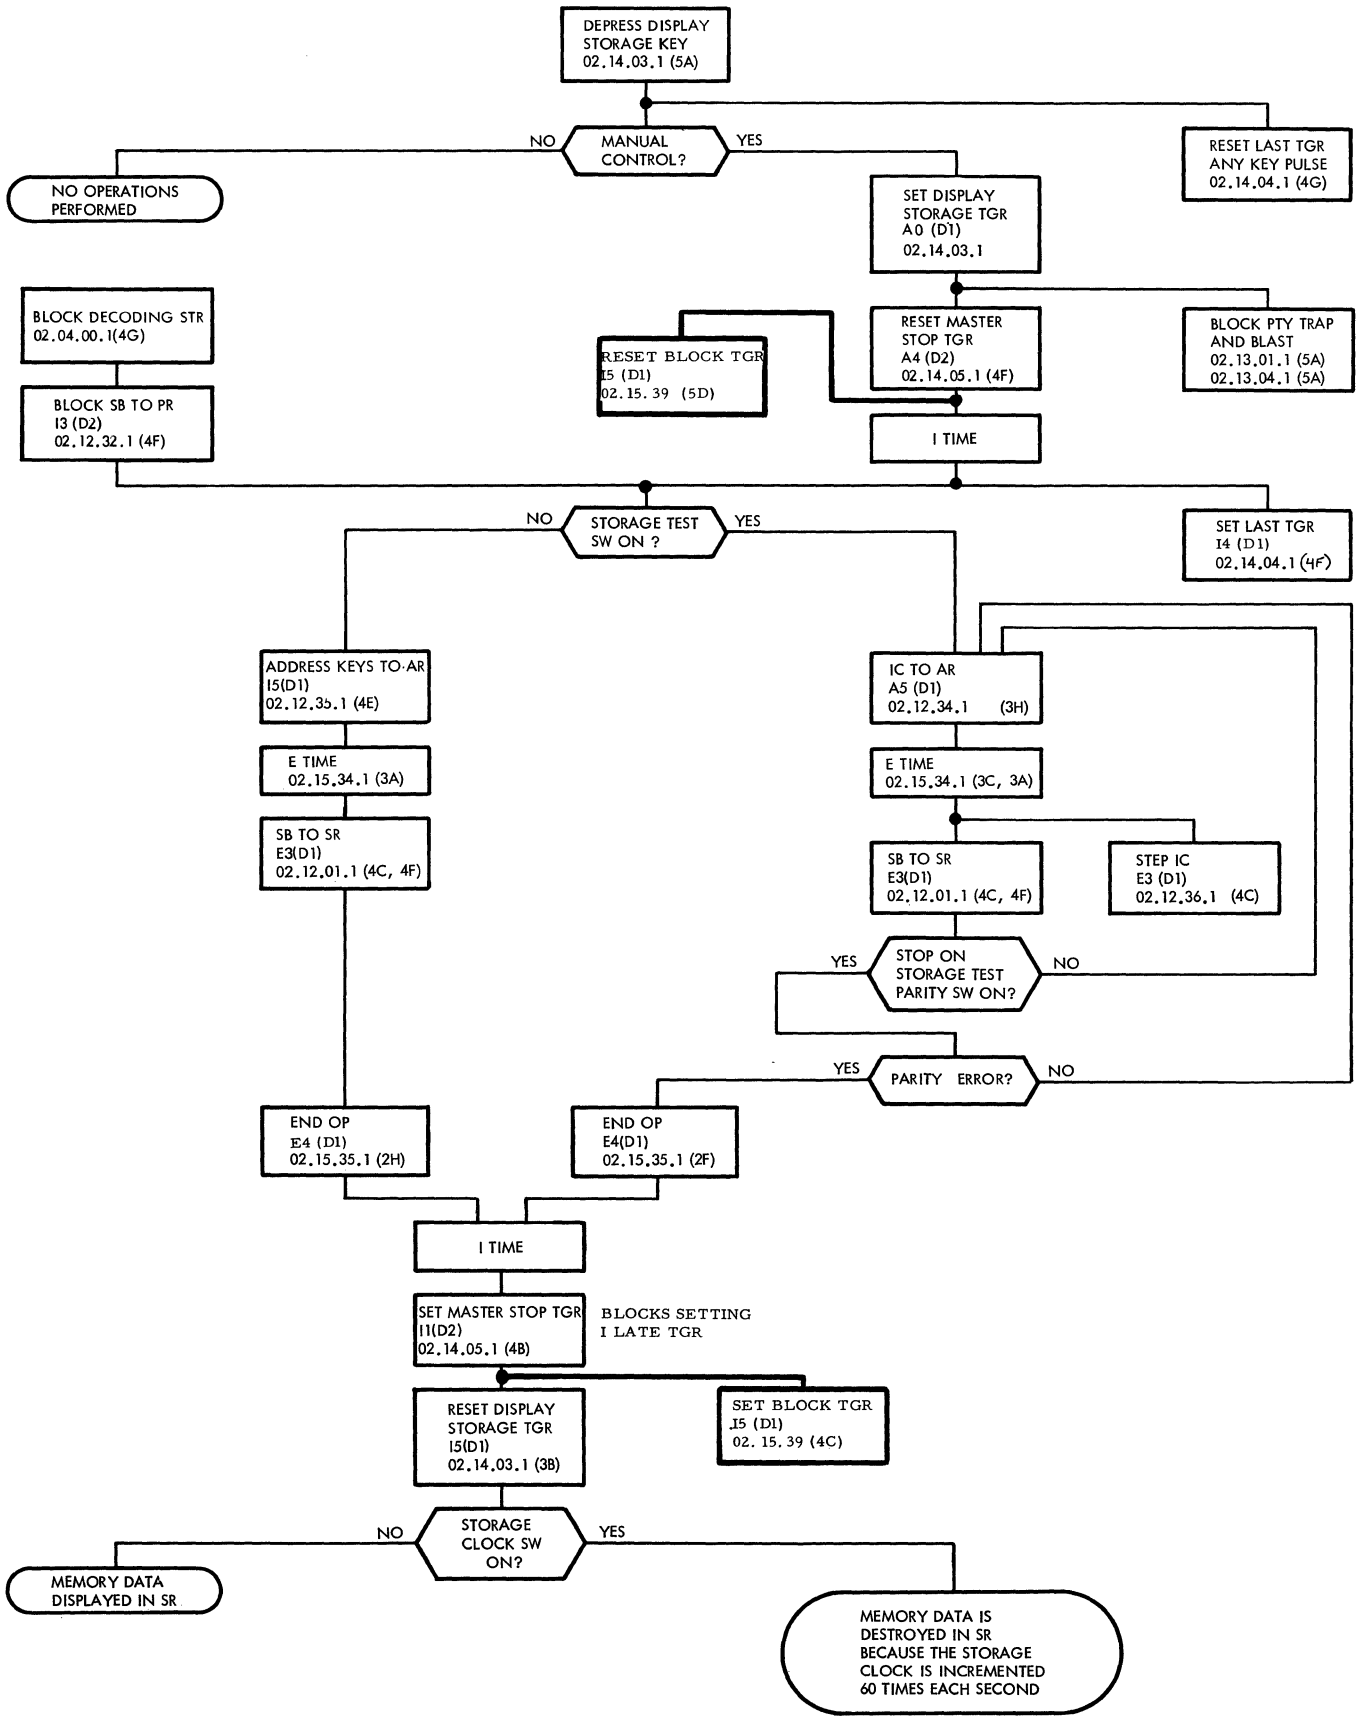 DEPRESS DISPLAY
STORAGE KEY
02.14.03.1 (5A)
NO
MANUAL
CONTROL?
YES
RESET LAST TGR
ANY KEY PULSE
02.14.04.1 (4G)
NO OPERATIONS
PERFORMED
SET DISPLAY
STORAGE TGR
A0 (D1)
02.14.03.1
BLOCK DECODING STR
02.04.00.1(4G)
RESET BLOCK TGR
I5 (D1)
02.15.39 (5D)
RESET MASTER
STOP TGR
A4 (D2)
02.14.05.1 (4F)
BLOCK PTY TRAP
AND BLAST
02.13.01.1 (5A)
02.13.04.1 (5A)
BLOCK SB TO PR
I3 (D2)
02.12.32.1 (4F)
I TIME
NO
STORAGE TEST
SW ON ?
YES
SET LAST TGR
I4 (D1)
02.14.04.1 (4F)
ADDRESS KEYS TO AR
I5(D1)
02.12.35.1 (4E)
IC TO AR
A5 (D1)
02.12.34.1 (3H)
E TIME
02.15.34.1 (3A)
E TIME
02.15.34.1 (3C, 3A)
SB TO SR
E3(D1)
02.12.01.1 (4C, 4F)
SB TO SR
E3(D1)
02.12.01.1 (4C, 4F)
STEP IC
E3 (D1)
02.12.36.1 (4C)
YES
STOP ON
STORAGE TEST
PARITY SW ON?
NO
YES
PARITY ERROR?
NO
END OP
E4 (D1)
02.15.35.1 (2H)
END OP
E4(D1)
02.15.35.1 (2F)
I TIME
SET MASTER STOP TGR
I1(D2)
02.14.05.1 (4B)
BLOCKS SETTING
I LATE TGR
RESET DISPLAY
STORAGE TGR
I5(D1)
02.14.03.1 (3B)
SET BLOCK TGR
I5 (D1)
02.15.39 (4C)
NO
STORAGE
CLOCK SW
ON?
YES
MEMORY DATA
DISPLAYED IN SR
MEMORY DATA IS
DESTROYED IN SR
BECAUSE THE STORAGE
CLOCK IS INCREMENTED
60 TIMES EACH SECOND